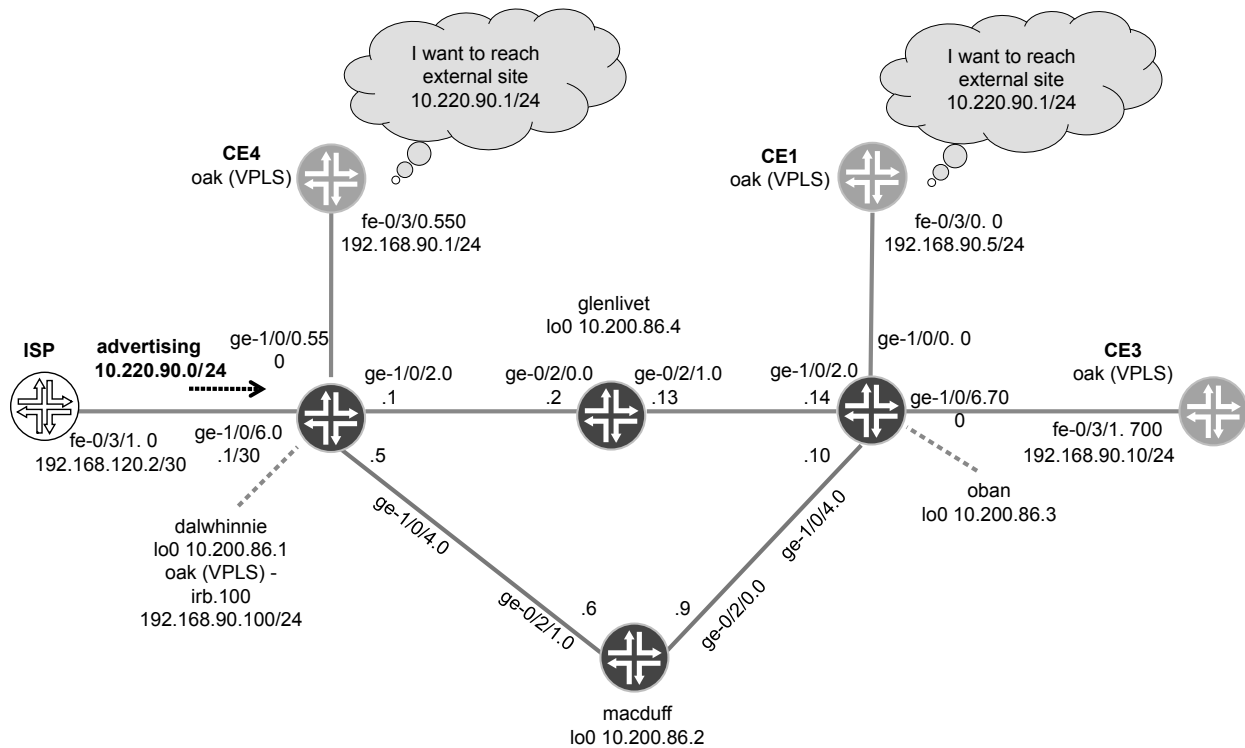 I want to reach
external site
10.220.90.1/24
I want to reach
external site
10.220.90.1/24
CE4
oak (VPLS)
CE1
oak (VPLS)
fe-0/3/0.550
192.168.90.1/24
fe-0/3/0. 0
192.168.90.5/24
glenlivet
lo0 10.200.86.4
ISP
advertising
10.220.90.0/24
ge-1/0/0.55
0
ge-1/0/0. 0
CE3
oak (VPLS)
ge-1/0/2.0
.1
ge-0/2/0.0
.2
ge-0/2/1.0
.13
ge-1/0/2.0
.14
ge-1/0/6.70
0
fe-0/3/1. 0
192.168.120.2/30
ge-1/0/6.0
.1/30
.5
.10
fe-0/3/1. 700
192.168.90.10/24
dalwhinnie
lo0 10.200.86.1
oak (VPLS) -
irb.100
192.168.90.100/24
oban
lo0 10.200.86.3
ge-1/0/4.0
ge-1/0/4.0
ge-0/2/1.0
.6
.9
ge-0/2/0.0
macduff
lo0 10.200.86.2